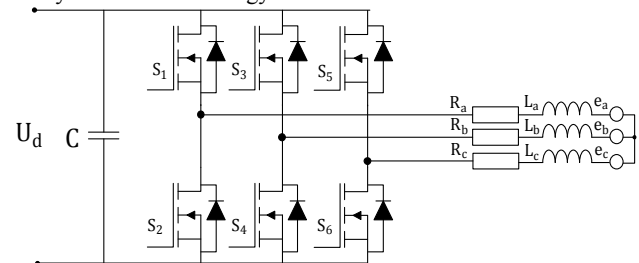 S1 S3 S5
Ra La ea
Ud C Rb Lb eb
Rc Lc ec
S2 S4 S6